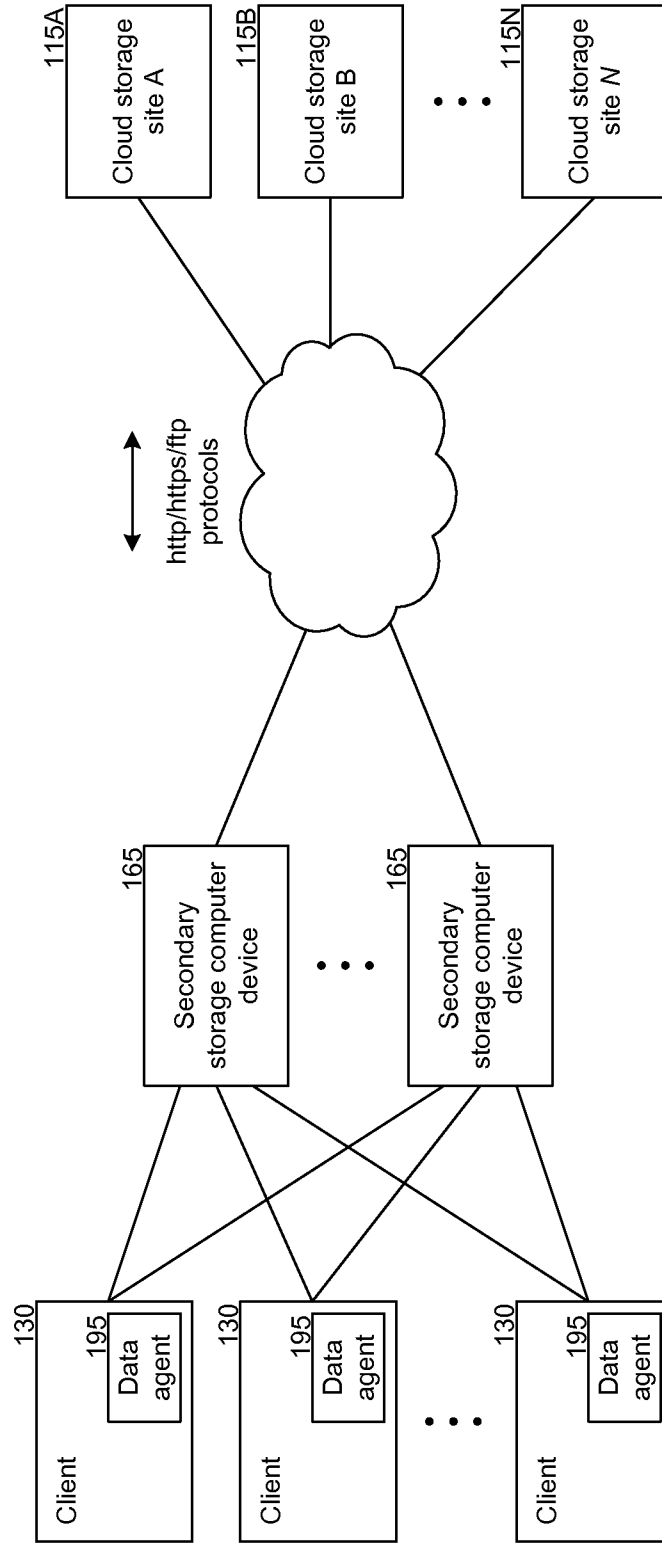 130
Client
195
Data
agent
130
Client
195
Data
agent
130
Client
195
Data
agent
165
Secondary
storage computer
device
165
Secondary
storage computer
device
http/https/ftp
protocols
115A
Cloud storage
site A
115B
Cloud storage
site B
115N
Cloud storage
site N